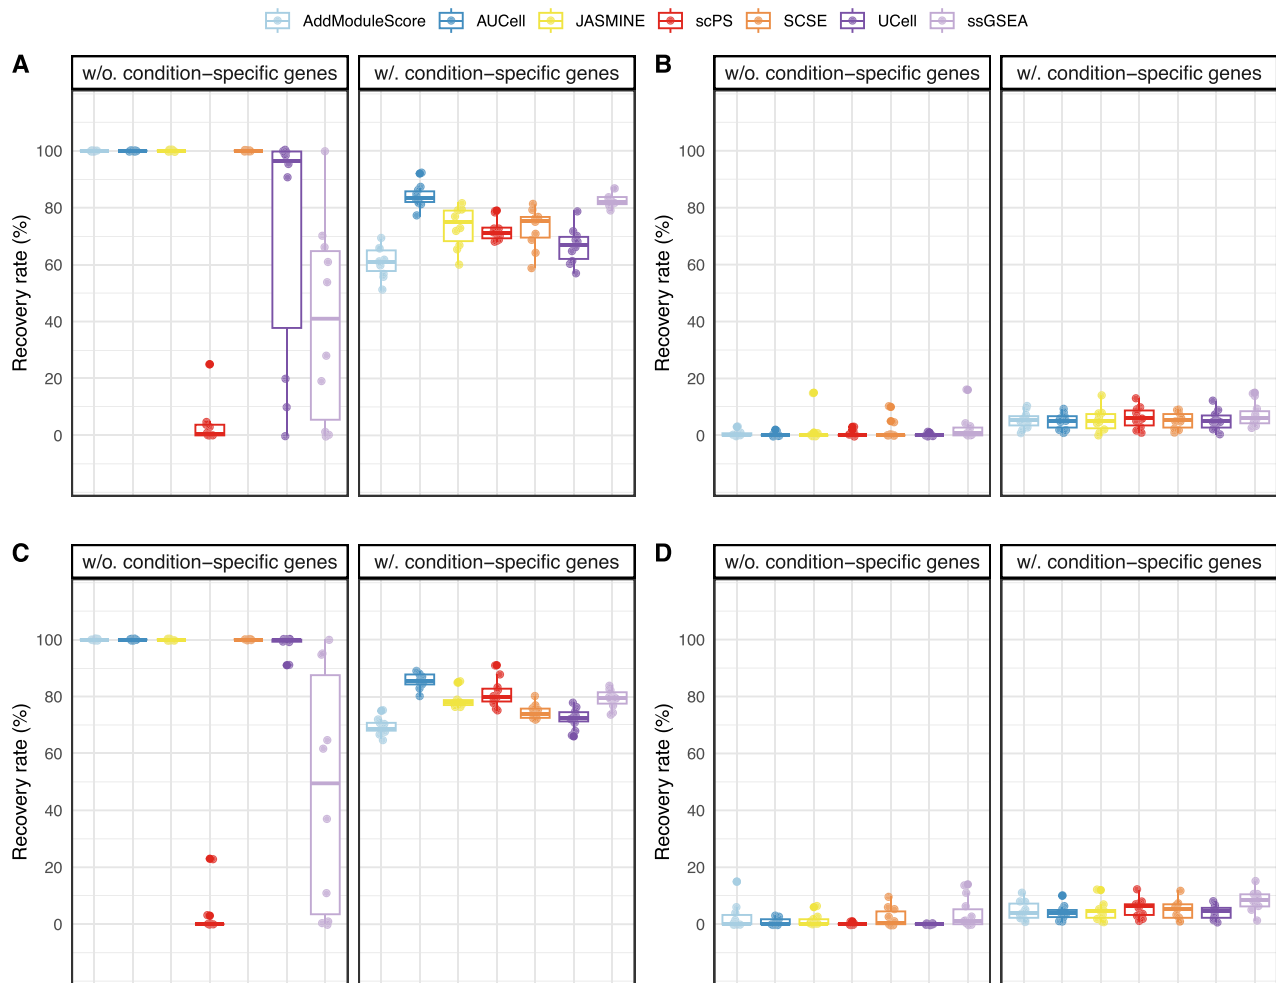 AddModuleScore AUCell JASMINE scPS SCSE UCell ssGSEA
A
w/o. condition−specific genes
w/. condition−specific genes
Recovery rate (%)
100
80
60
40
20
0
B
w/o. condition−specific genes
w/. condition−specific genes
Recovery rate (%)
100
80
60
40
20
0
C
w/o. condition−specific genes
w/. condition−specific genes
Recovery rate (%)
100
80
60
40
20
0
D
w/o. condition−specific genes
w/. condition−specific genes
Recovery rate (%)
100
80
60
40
20
0